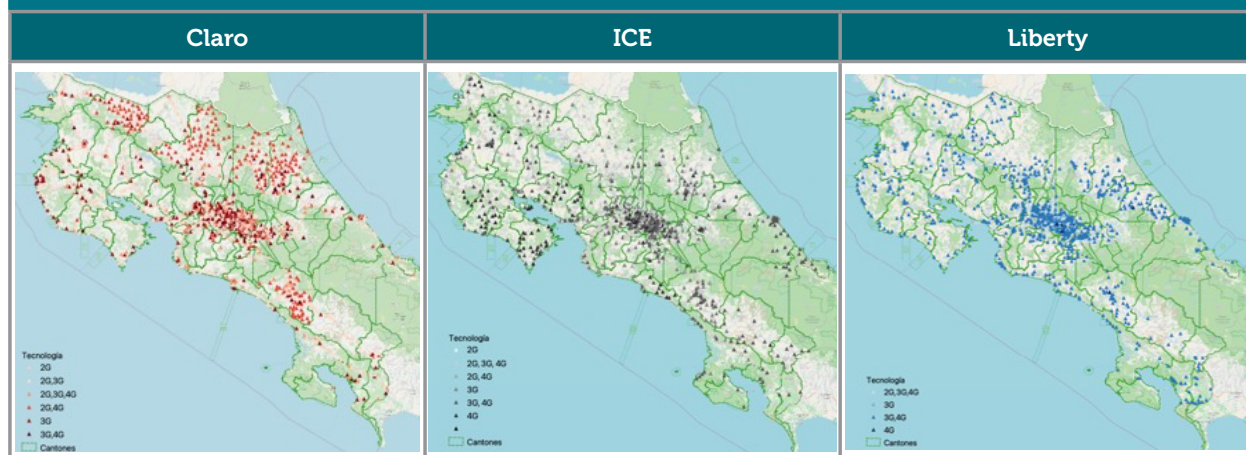 Claro
ICE
Liberty
Tecnología
2G
2G,3G
2G,3G,4G
2G,4G
3G
3G,4G
Cantones
Tecnología
2G
2G, 3G, 4G
2G, 4G
3G
3G, 4G
4G
Cantones
Tecnología
2G,3G,4G
3G
3G,4G
4G
Cantones